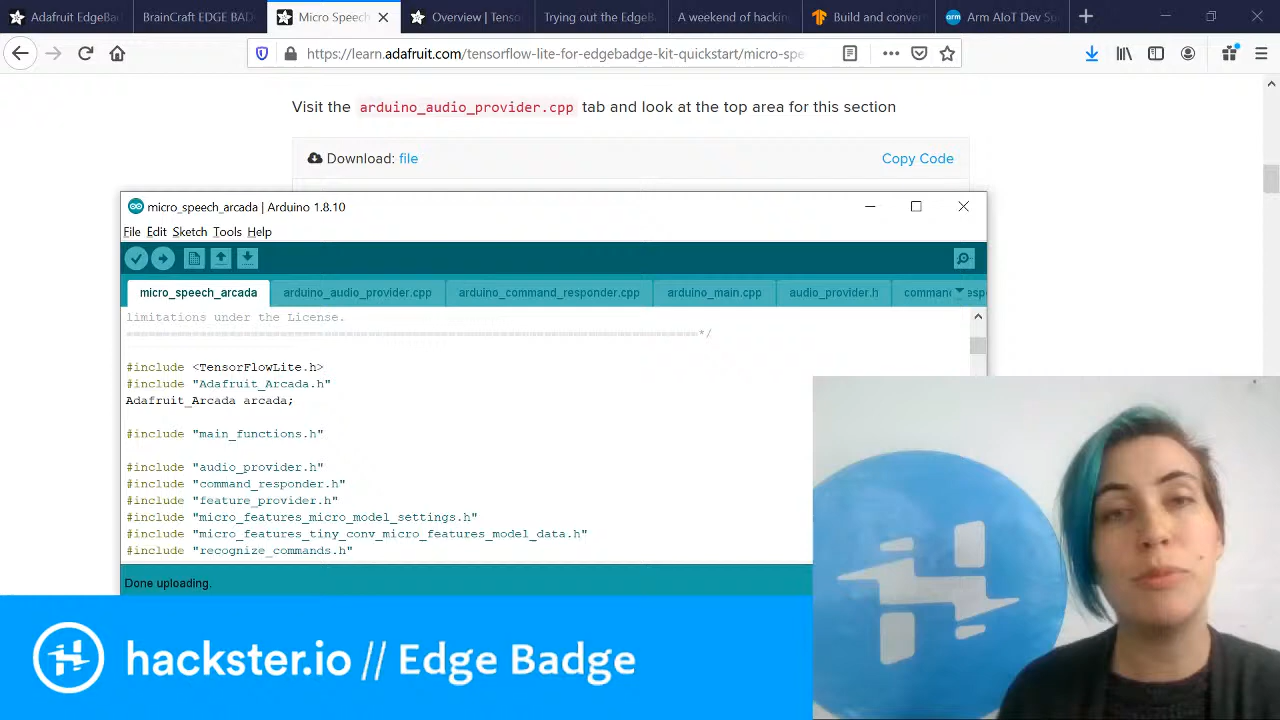 Adafruit EdgeBa
BrainCraft EDGE BAD
Micro Speech
Overview | Tenso
Trying out the EdgeB
A weekend of hacking
Build and conver
Arm AIoT Dev Su
https://learn.adafruit.com/tensorflow-lite-for-edgebadge-kit-quickstart/micro-spe
Visit the arduino_audio_provider.cpp tab and look at the top area for this section
Download: file
Copy Code
micro_speech_arcada | Arduino 1.8.10
File Edit Sketch Tools Help
micro_speech_arcada
arduino_audio_provider.cpp
arduino_command_responder.cpp
arduino_main.cpp
audio_provider.h
limitations under the License.
==============================================================================*/
#include <TensorFlowLite.h>
#include "Adafruit_Arcada.h"
Adafruit_Arcada arcada;
#include "main_functions.h"
#include "audio_provider.h"
#include "command_responder.h"
#include "feature_provider.h"
#include "micro_features_micro_model_settings.h"
#include "micro_features_tiny_conv_micro_features_model_data.h"
#include "recognize_commands.h"
Done uploading.
hackster.io // Edge Badge